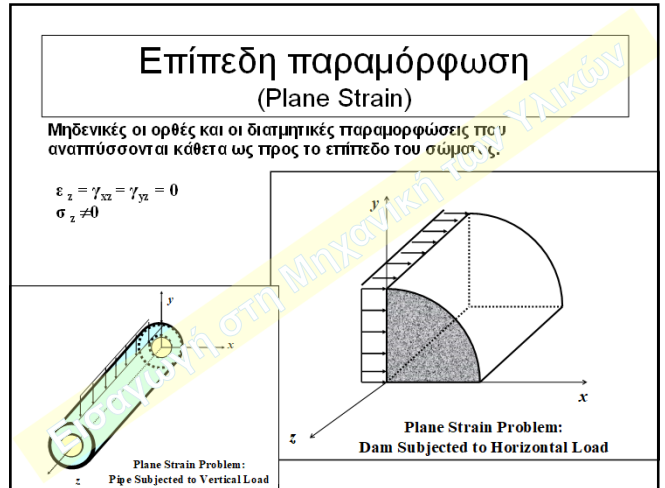 Επίπεδη παραμόρφωση
(Plane Strain)
Μηδενικές οι ορθές και οι διατμητικές παραμορφώσεις που
αναπτύσσονται κάθετα ως προς το επίπεδο του σώματος.
ε z = γxz = γyz = 0
σ z ≠0
y
x
z
Plane Strain Problem:
Dam Subjected to Horizontal Load
y
x
z
Plane Strain Problem:
Pipe Subjected to Vertical Load
Εισαγωγή στη Μηχανική των Υλικών